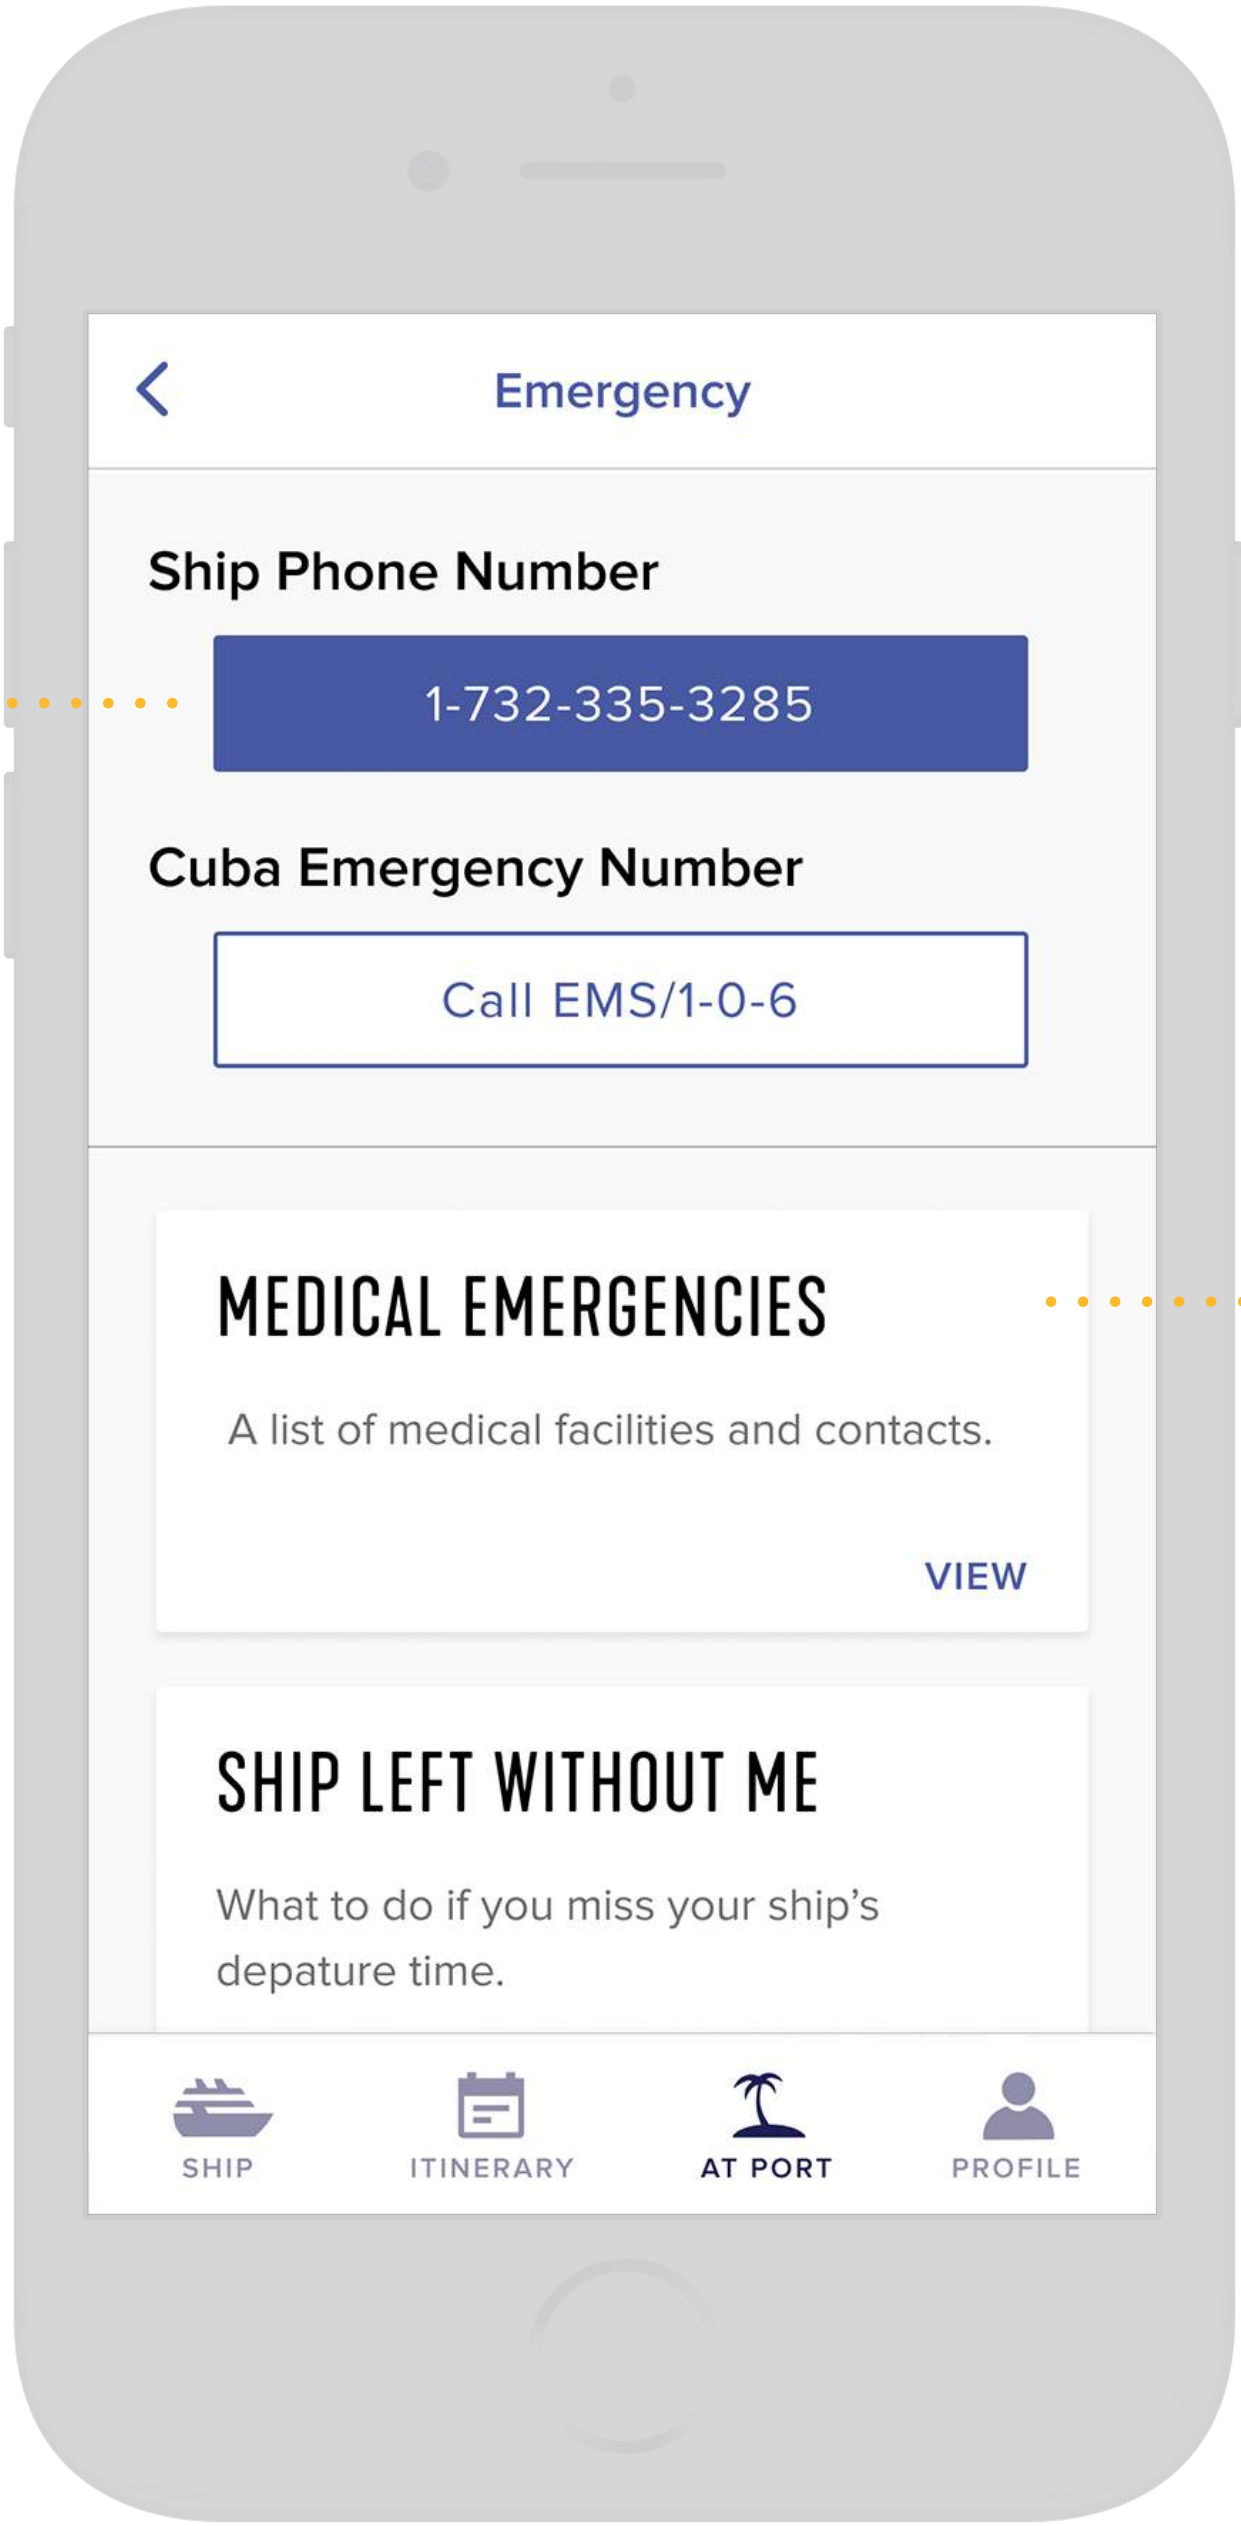 Emergency
Ship Phone Number
1-732-335-3285
Cuba Emergency Number
Call EMS/1-0-6
MEDICAL EMERGENCIES
A list of medical facilities and contacts.
VIEW
SHIP LEFT WITHOUT ME
What to do if you miss your ship's
depature time.
SHIP
ITINERARY
AT PORT
PROFILE